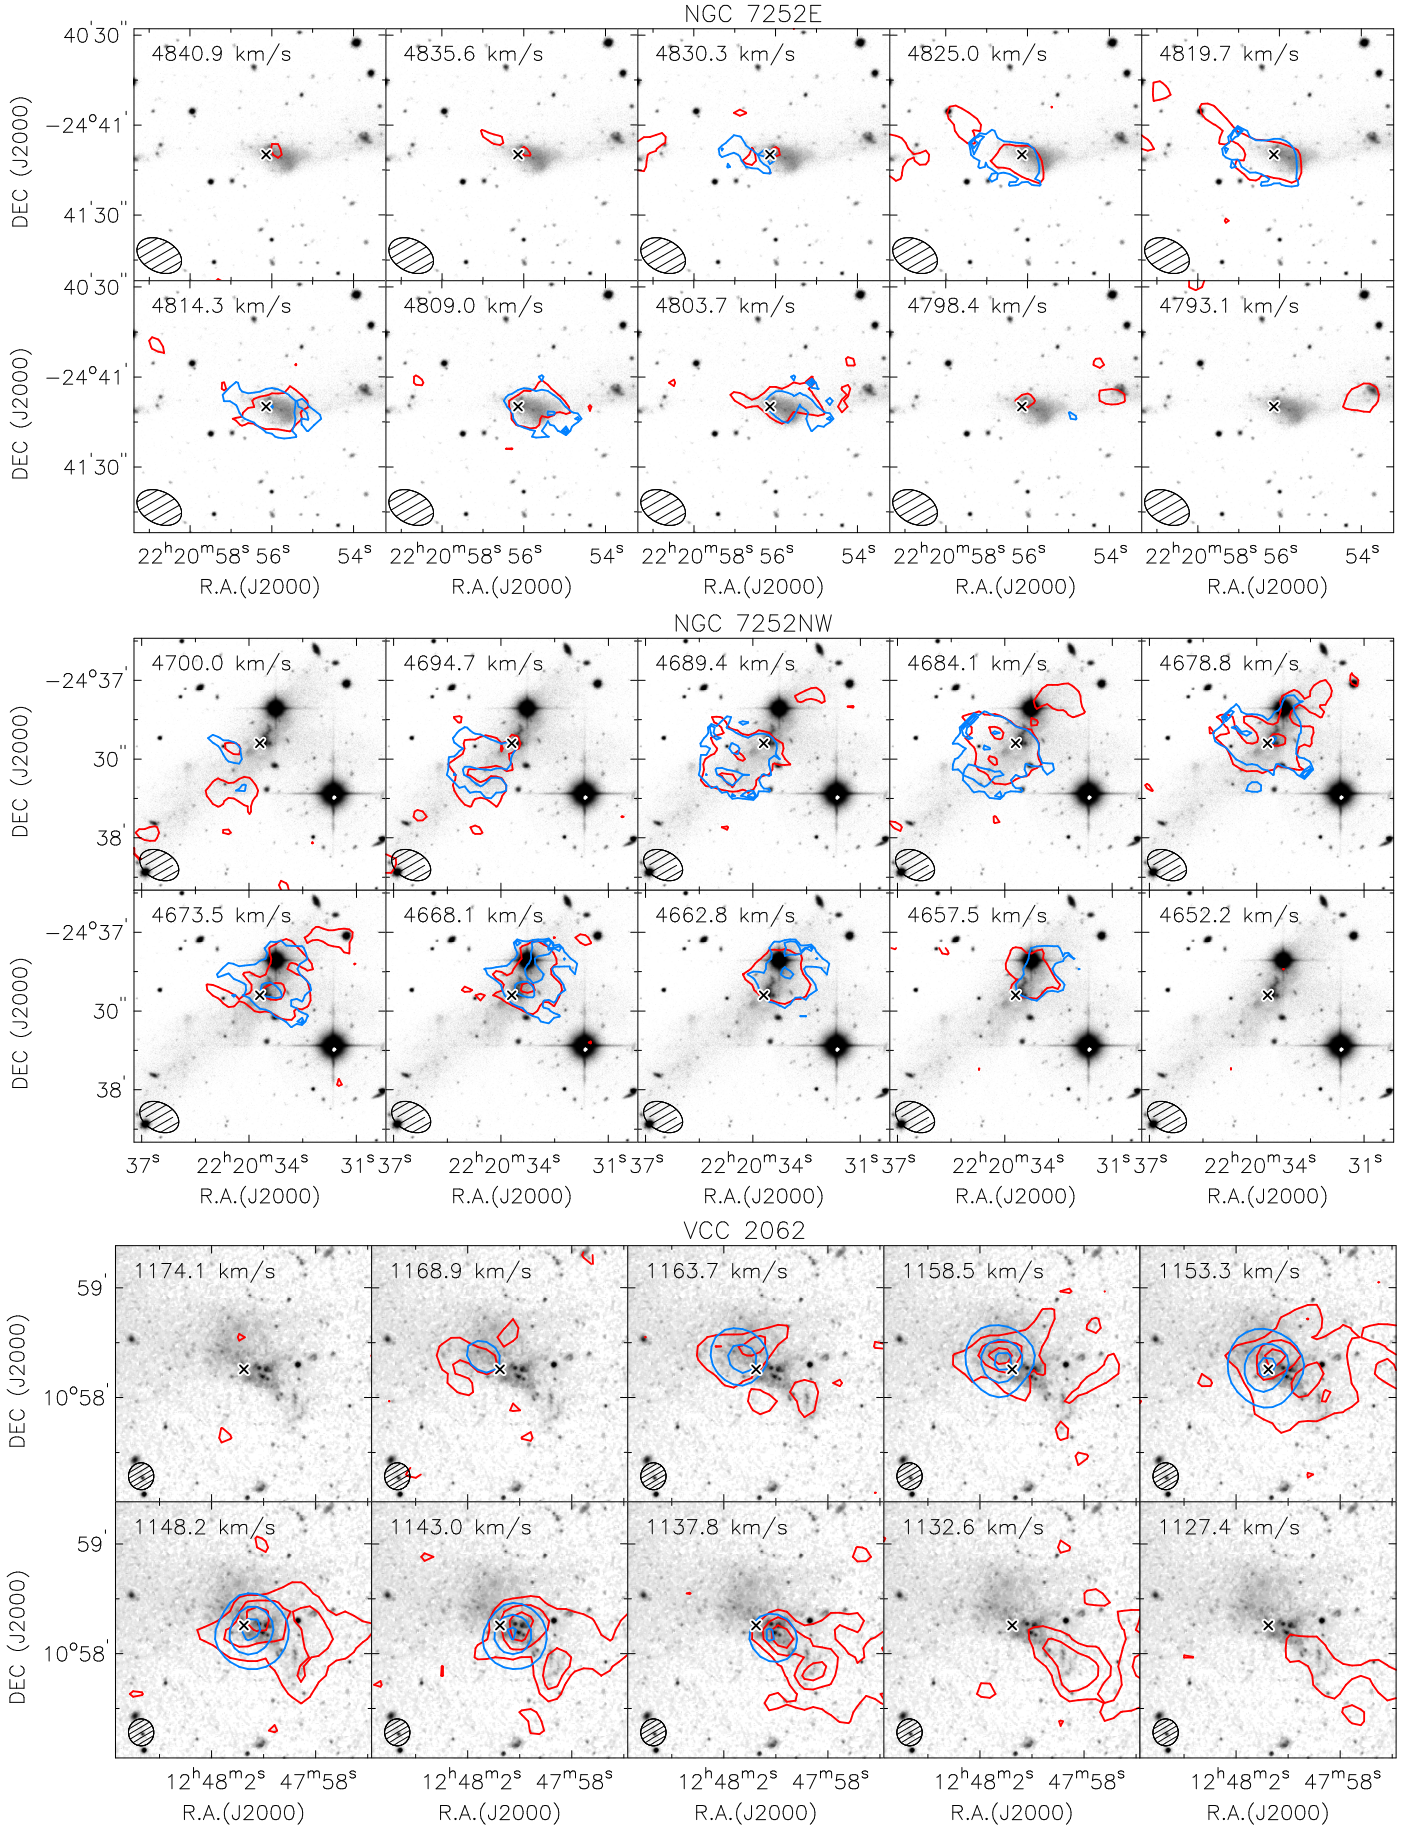 NGC 7252E
4840.9 km/s 4835.6 km/s 4830.3 km/s 4825.0 km/s 4819.7 km/s
40'30"
−24°41'
41'30"
DEC (J2000)
4814.3 km/s 4809.0 km/s 4803.7 km/s 4798.4 km/s 4793.1 km/s
40'30"
−24°41'
41'30"
DEC (J2000)
22h20m58s 56s 54s 22h20m58s 56s 54s 22h20m58s 56s 54s 22h20m58s 56s 54s 22h20m58s 56s 54s
R.A.(J2000) R.A.(J2000) R.A.(J2000) R.A.(J2000) R.A.(J2000)
NGC 7252NW
4700.0 km/s 4694.7 km/s 4689.4 km/s 4684.1 km/s 4678.8 km/s
−24°37'
30"
38'
DEC (J2000)
4673.5 km/s 4668.1 km/s 4662.8 km/s 4657.5 km/s 4652.2 km/s
−24°37'
30"
38'
DEC (J2000)
37s 22h20m34s 31s 37s 22h20m34s 31s 37s 22h20m34s 31s 37s 22h20m34s 31s 37s 22h20m34s 31s
R.A.(J2000) R.A.(J2000) R.A.(J2000) R.A.(J2000) R.A.(J2000)
VCC 2062
1174.1 km/s 1168.9 km/s 1163.7 km/s 1158.5 km/s 1153.3 km/s
59'
10°58'
DEC (J2000)
1148.2 km/s 1143.0 km/s 1137.8 km/s 1132.6 km/s 1127.4 km/s
59'
10°58'
DEC (J2000)
12h48m2s 47m58s 12h48m2s 47m58s 12h48m2s 47m58s 12h48m2s 47m58s 12h48m2s 47m58s
R.A.(J2000) R.A.(J2000) R.A.(J2000) R.A.(J2000) R.A.(J2000)